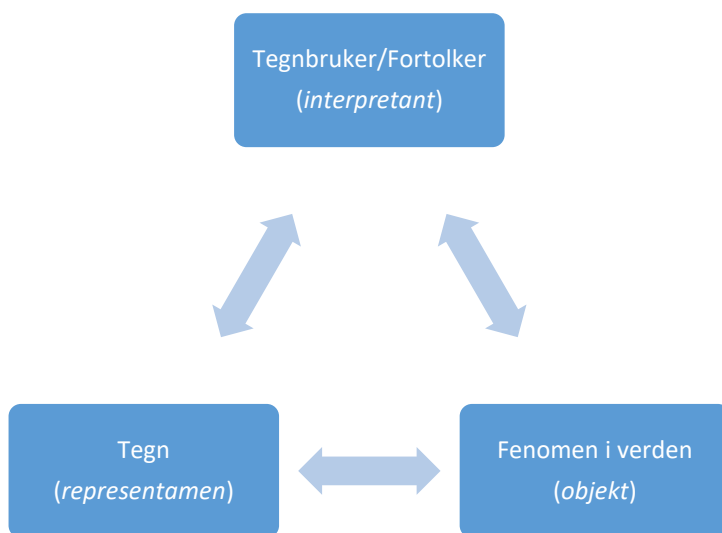 Tegnbruker/Fortolker
(interpretant)
Tegn
(representamen)
Fenomen i verden
(objekt)